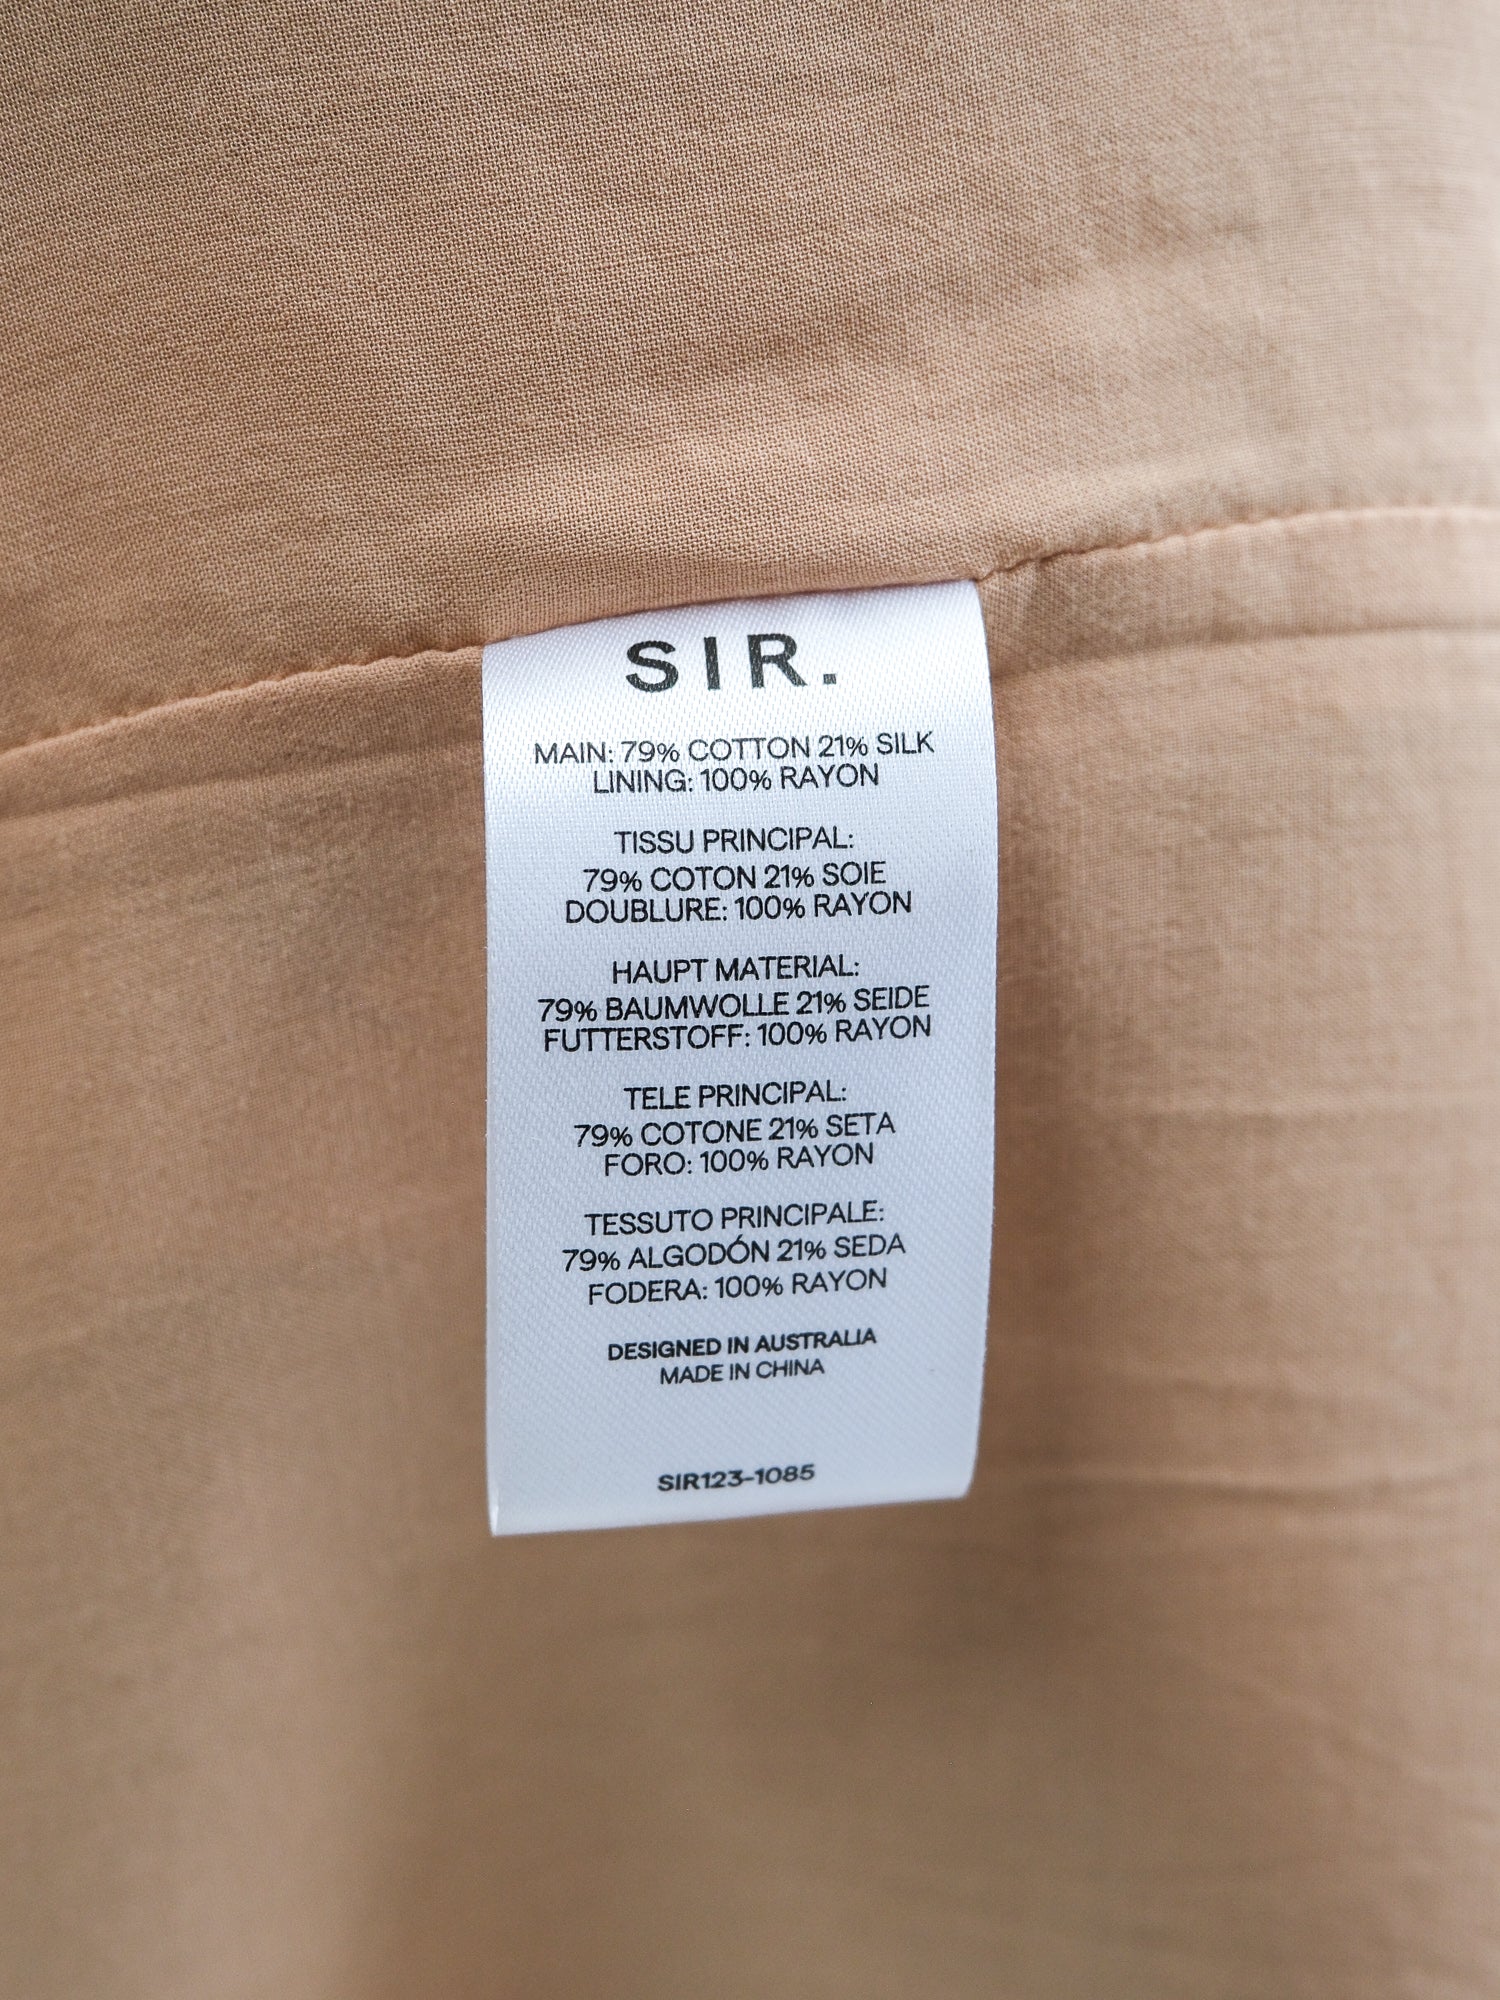 SIR.
MAIN: 79% COTTON 21% SILK
LINING: 100% RAYON
TISSU PRINCIPAL:
79% COTON 21% SOIE
DOUBLURE: 100% RAYON
HAUPT MATERIAL:
79% BAUMWOLLE 21% SEIDE
FUTTERSTOFF: 100% RAYON
TELE PRINCIPAL:
79% COTONE 21% SETA
FORO: 100% RAYON
TESSUTO PRINCIPALE:
79% ALGODÓN 21% SEDA
FODERA: 100% RAYON
DESIGNED IN AUSTRALIA
MADE IN CHINA
SIR123-1085